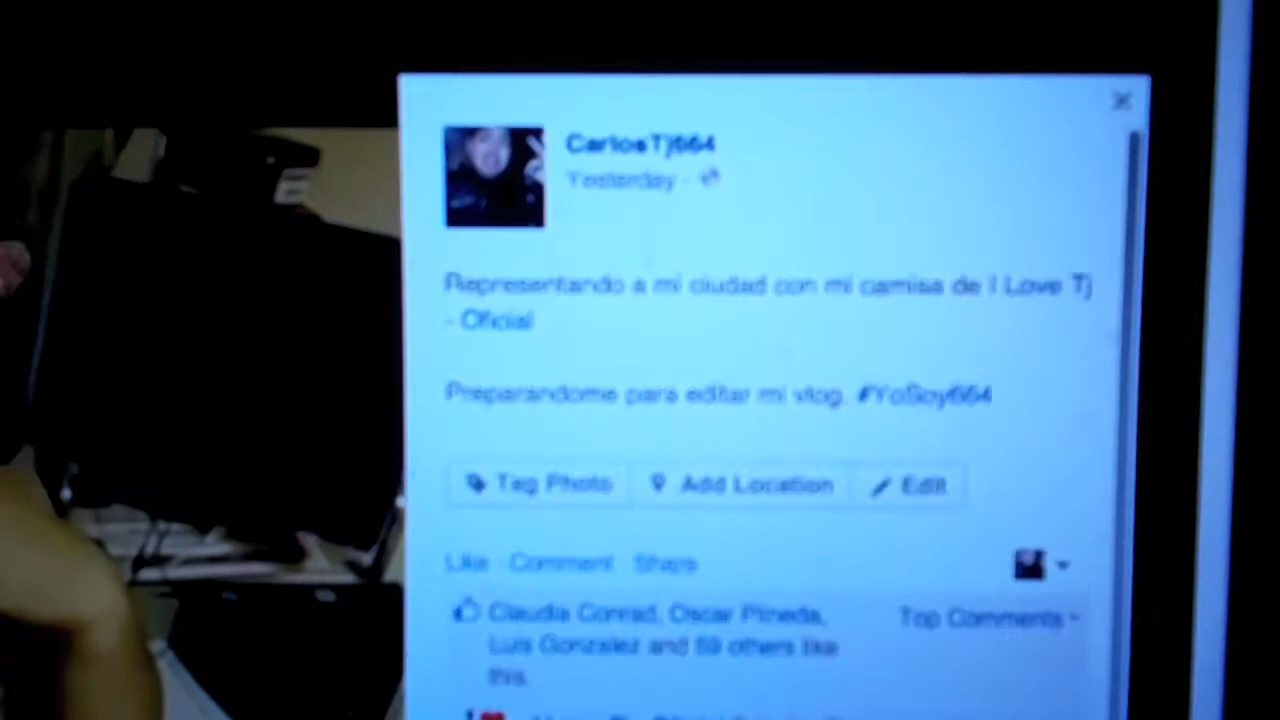 CarlosTj664
Yesterday ·
Representando a mi ciudad con mi camisa de I Love Tj
- Oficial
Preparandome para editar mi vlog. #YoSoy664
Tag Photo Add Location Edit
Like · Comment · Share
Claudia Conrad, Oscar Pineda,
Luis Gonzalez and 59 others like
this.
Top Comments